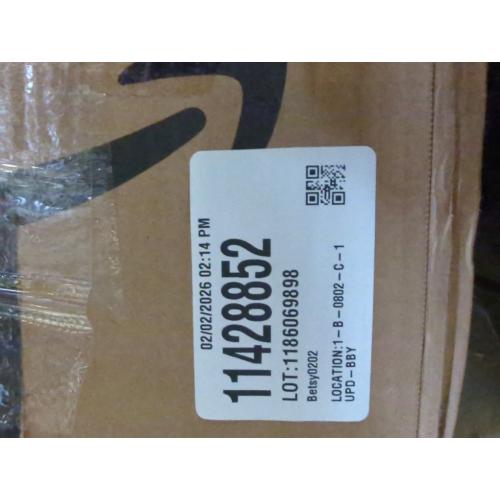 02/02/2026 02:14 PM
11428852
LOT:1186069898
Betsy0202
LOCATION:1-B-0802-C-1
UPD-BBY